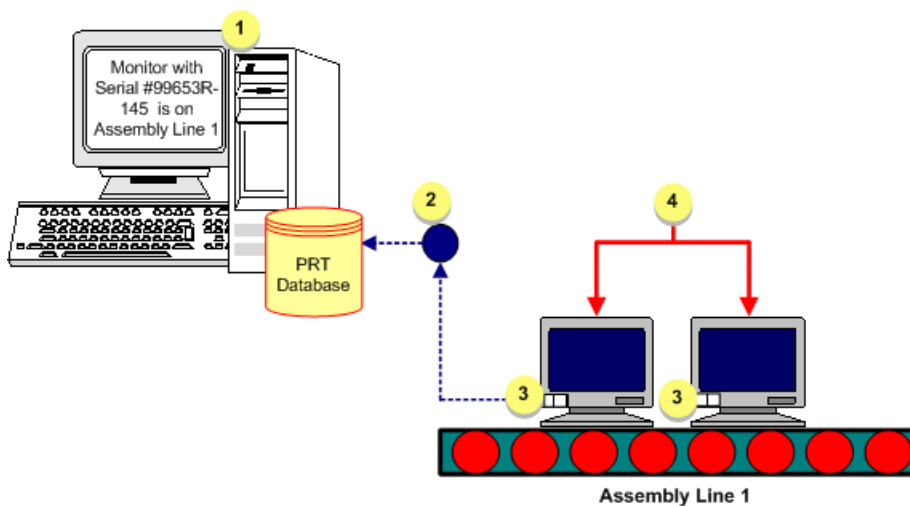 1
Monitor with
Serial #99653R-
145 is on
Assembly Line 1
2
4
PRT
Database
3
3
Assembly Line 1